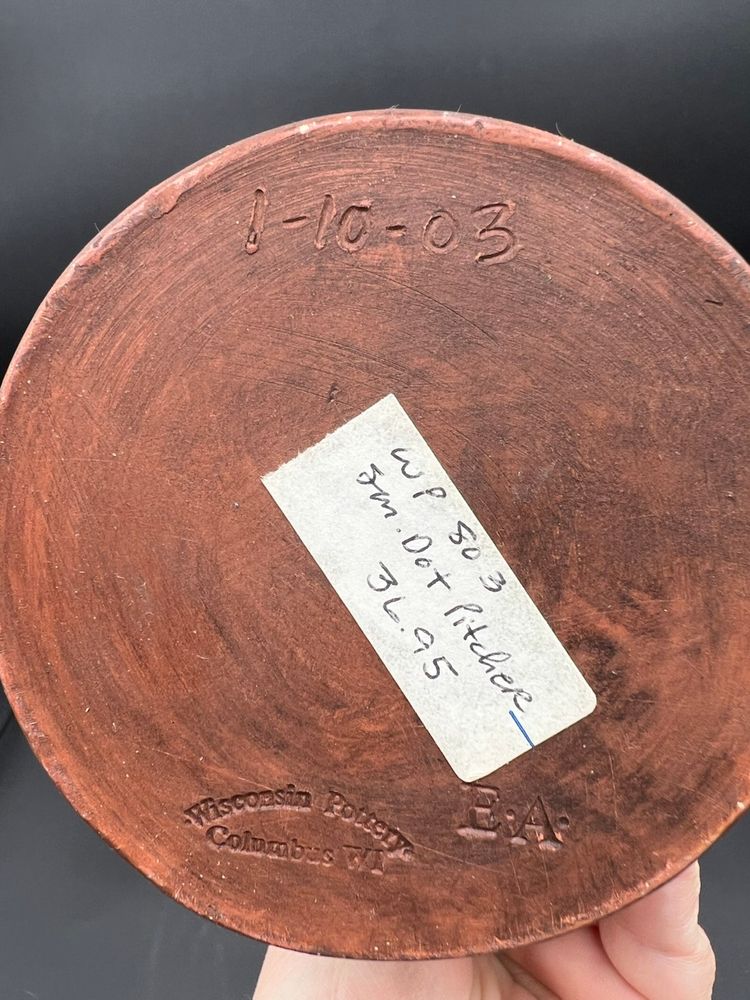 1-10-03
WP 503
Sm. Dot Pitcher
36.95
Wisconsin Pottery
Columbus WI
E.A.